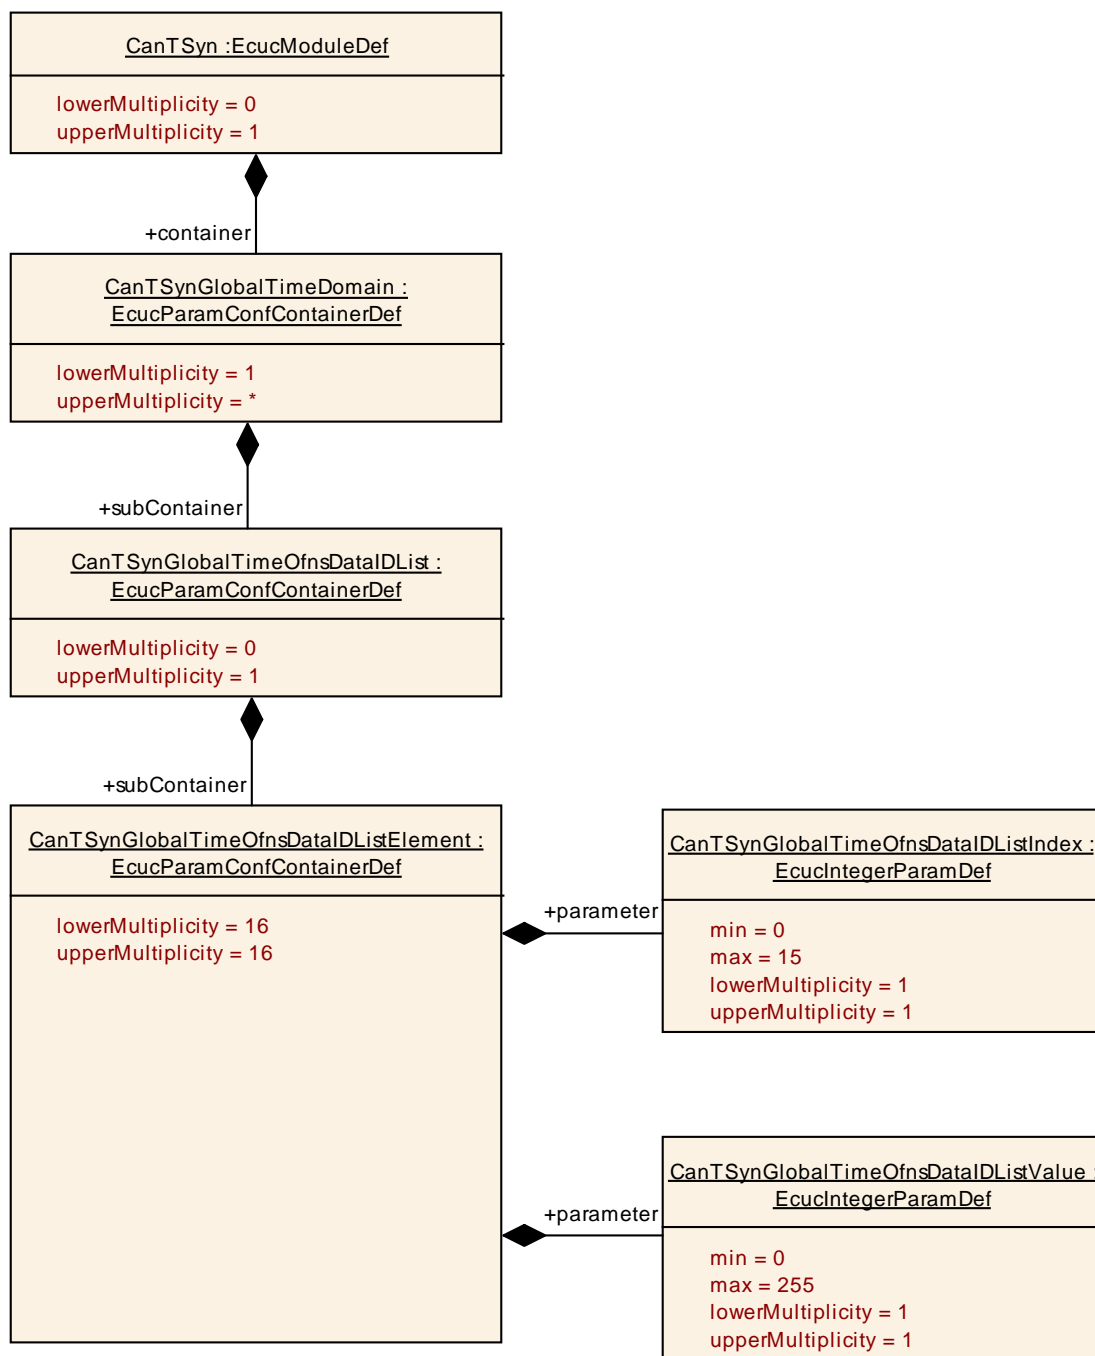 CanTSyn :EcucModuleDef
lowerMultiplicity = 0
upperMultiplicity = 1
+container
CanTSynGlobalTimeDomain :
EcucParamConfContainerDef
lowerMultiplicity = 1
upperMultiplicity = *
+subContainer
CanTSynGlobalTimeOfnsDataIDList :
EcucParamConfContainerDef
lowerMultiplicity = 0
upperMultiplicity = 1
+subContainer
CanTSynGlobalTimeOfnsDataIDListElement :
EcucParamConfContainerDef
lowerMultiplicity = 16
upperMultiplicity = 16
+parameter
CanTSynGlobalTimeOfnsDataIDListIndex :
EcucIntegerParamDef
min = 0
max = 15
lowerMultiplicity = 1
upperMultiplicity = 1
+parameter
CanTSynGlobalTimeOfnsDataIDListValue :
EcucIntegerParamDef
min = 0
max = 255
lowerMultiplicity = 1
upperMultiplicity = 1